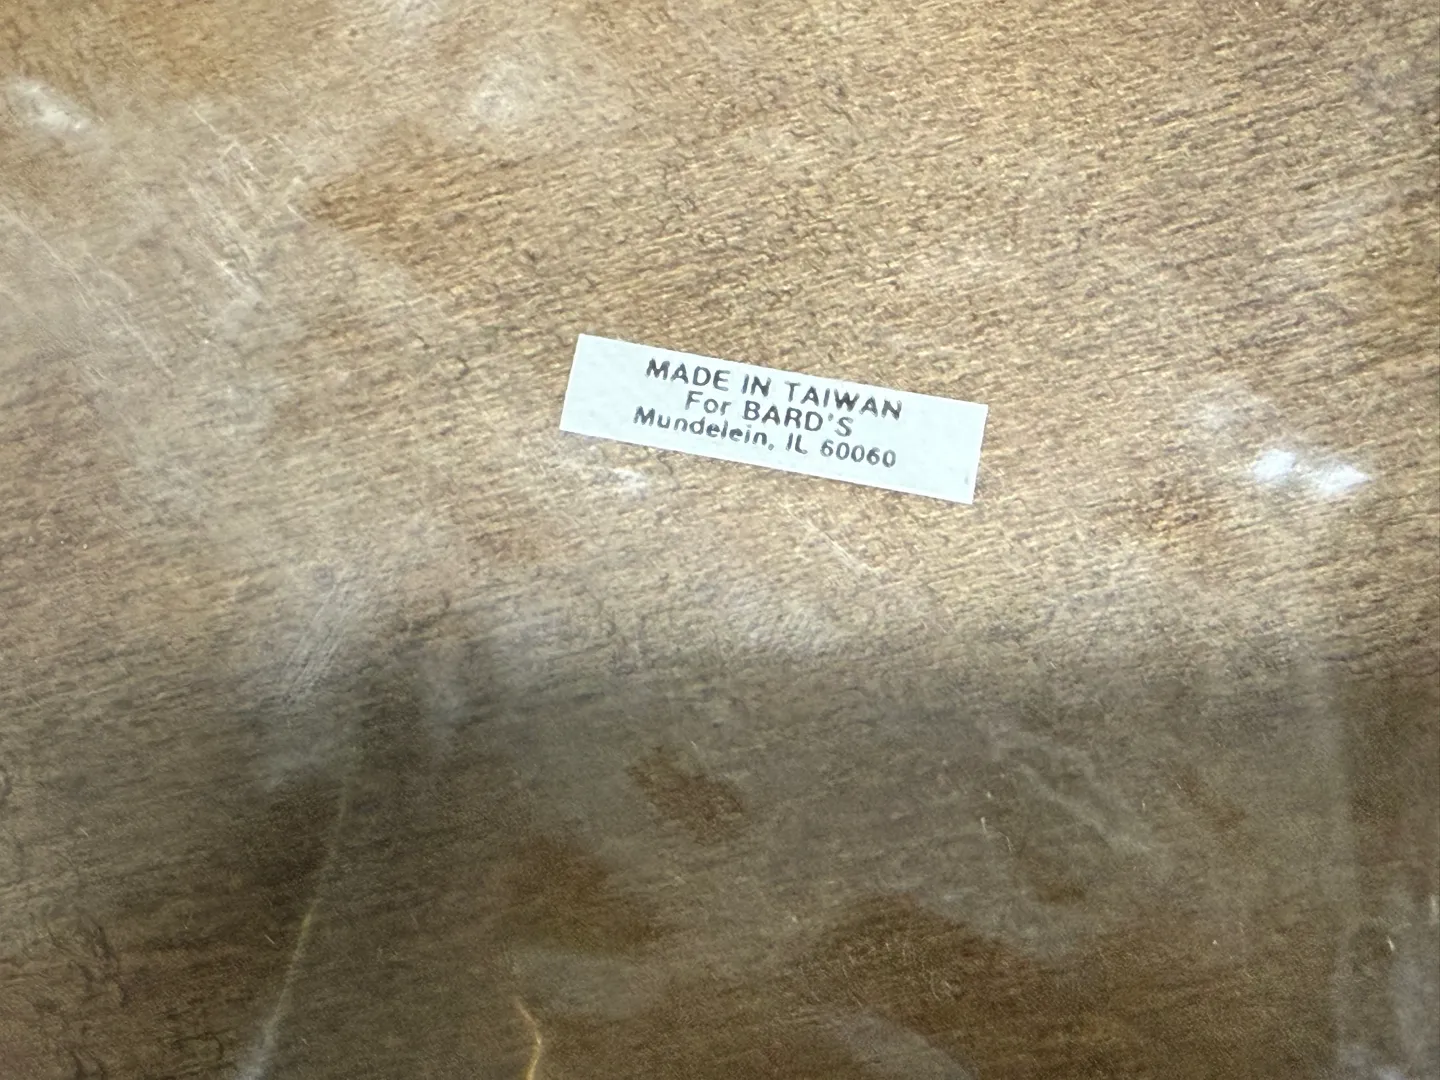 MADE IN TAIWAN
For BARD'S
Mundelein, IL 60060